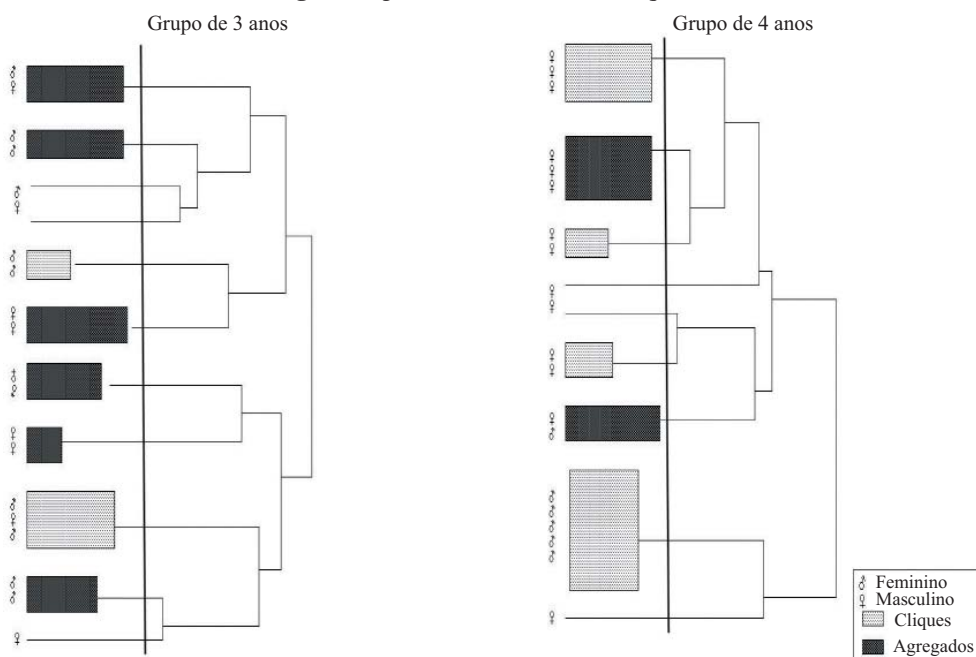 Grupo de 3 anos
Grupo de 4 anos
Feminino
Masculino
Cliques
Agregados